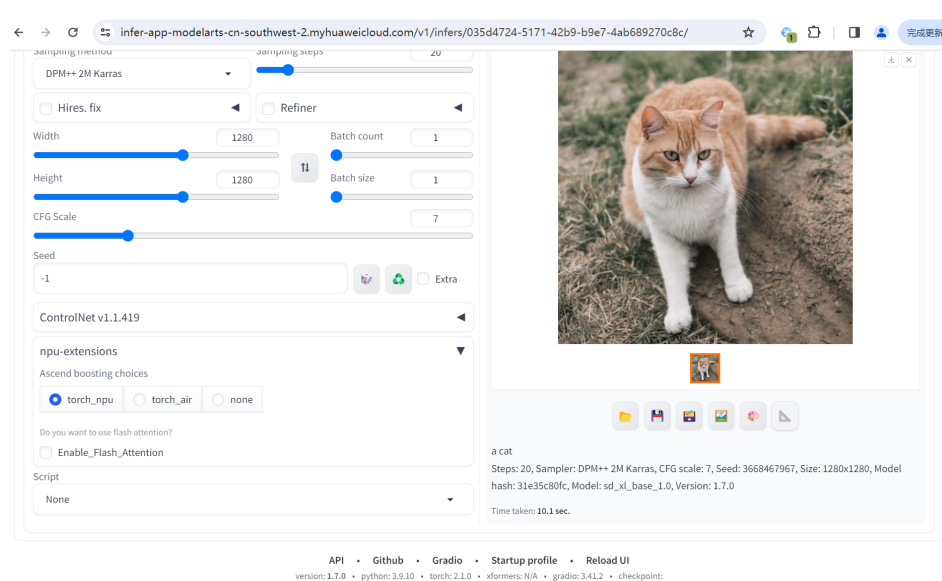 infer-app-modelarts-cn-southwest-2.myhuaweicloud.com/v1/infers/035d4724-5171-42b9-b9e7-4ab689270c8c/
1
完成更新
Sampling method
Sampling steps
20
DPM++ 2M Karras
Hires. fix
Refiner
Width
1280
Batch count
1
Height
1280
Batch size
1
CFG Scale
7
Seed
-1
Extra
ControlNet v1.1.419
npu-extensions
Ascend boosting choices
torch_npu
torch_air
none
Do you want to use flash attention?
Enable_Flash_Attention
Script
None
a cat
Steps: 20, Sampler: DPM++ 2M Karras, CFG scale: 7, Seed: 3668467967, Size: 1280x1280, Model
hash: 31e35c80fc, Model: sd_xl_base_1.0, Version: 1.7.0
Time taken: 10.1 sec.
API • Github • Gradio • Startup profile • Reload UI
version: 1.7.0 • python: 3.9.10 • torch: 2.1.0 • xformers: N/A • gradio: 3.41.2 • checkpoint: